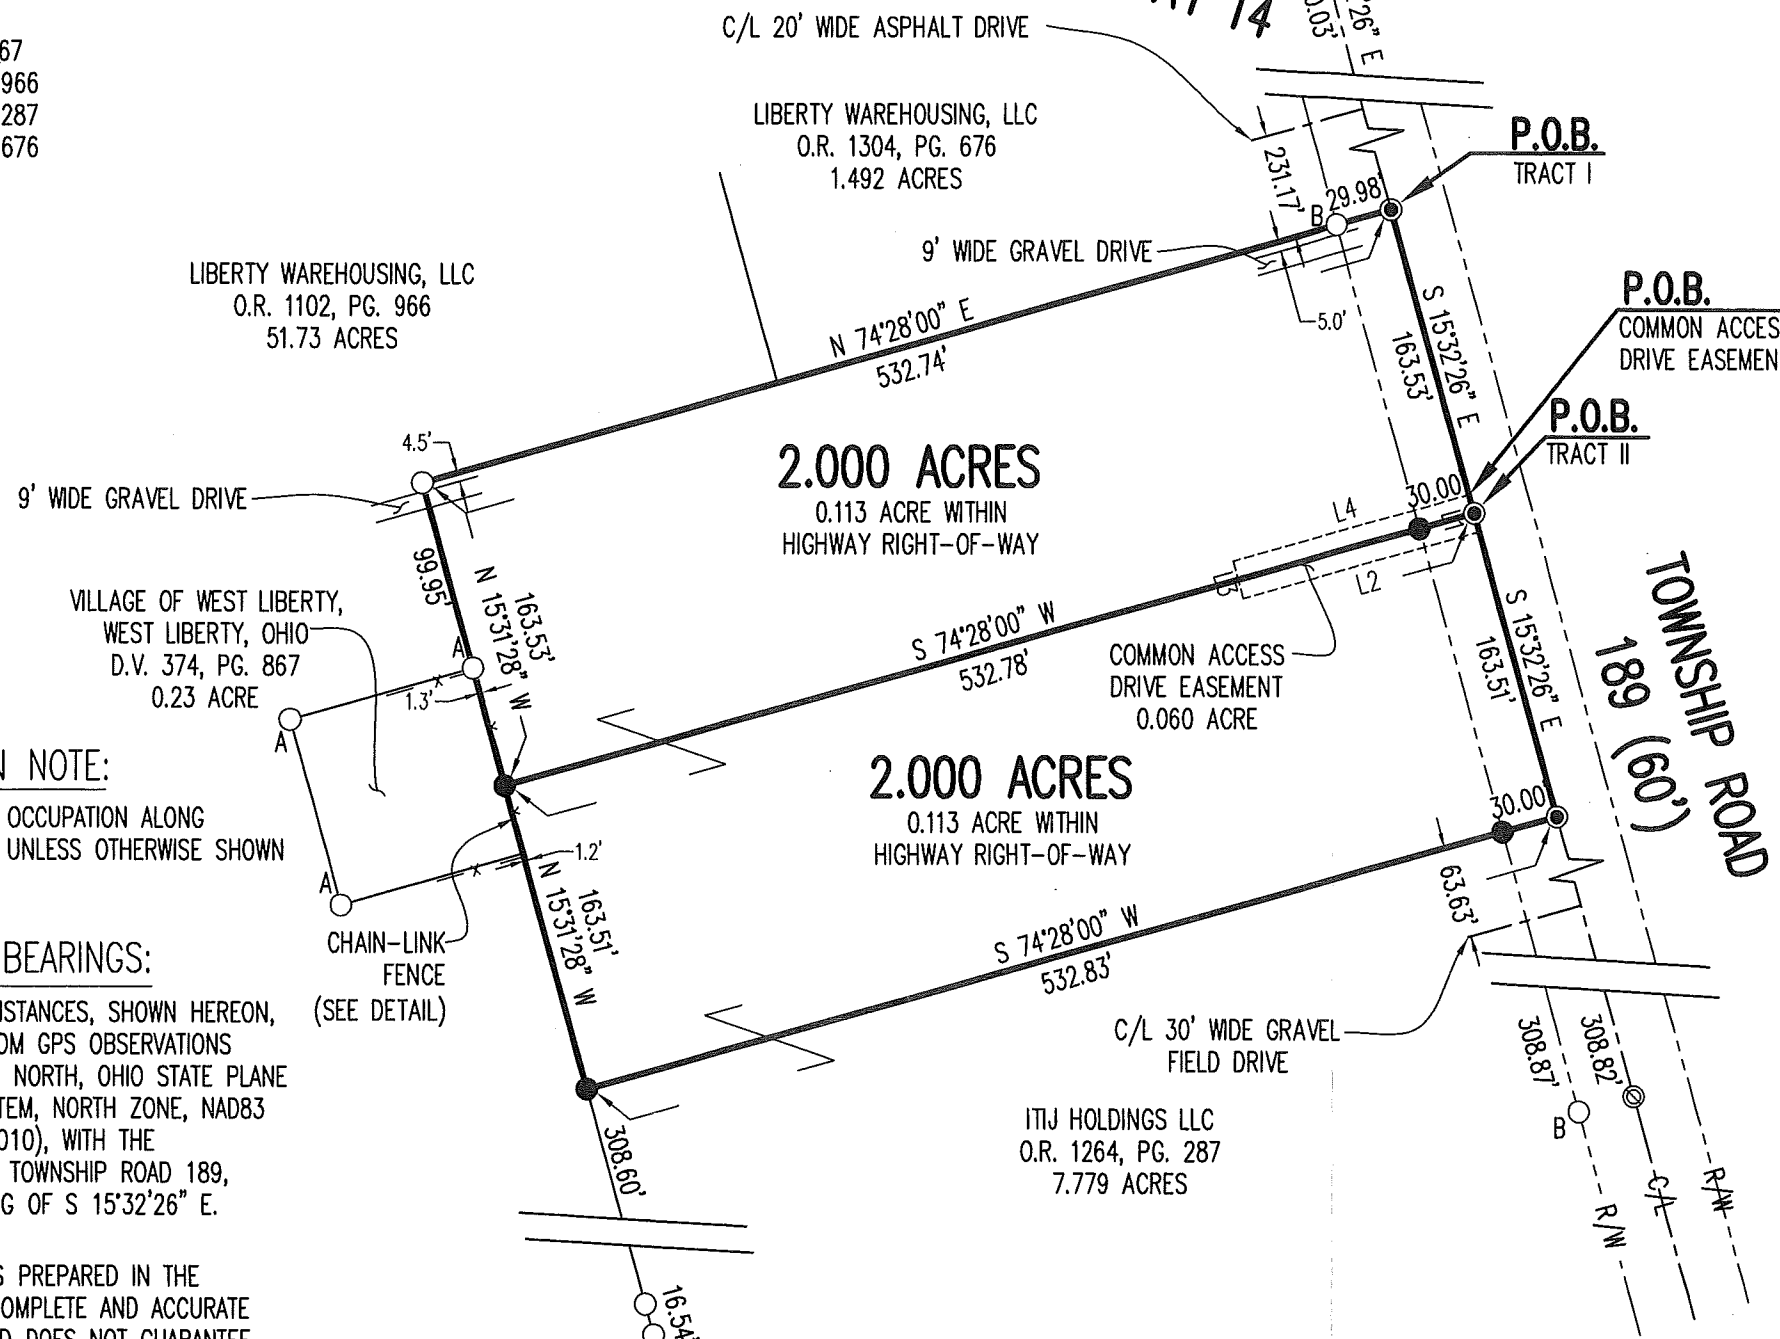 67
966
287
676
C/L 20' WIDE ASPHALT DRIVE
14
0.03'
26" E
LIBERTY WAREHOUSING, LLC
O.R. 1304, PG. 676
1.492 ACRES
P.O.B.
TRACT I
231.17'
B
29.98'
9' WIDE GRAVEL DRIVE
5.0'
LIBERTY WAREHOUSING, LLC
O.R. 1102, PG. 966
51.73 ACRES
N 74°28'00" E
532.74'
S 15°32'26" E
163.53'
P.O.B.
COMMON ACCES
DRIVE EASEMEN
P.O.B.
TRACT II
4.5'
9' WIDE GRAVEL DRIVE
2.000 ACRES
0.113 ACRE WITHIN
HIGHWAY RIGHT-OF-WAY
30.00'
L4
L2
L3
99.95'
N 15°31'28" W
163.53'
VILLAGE OF WEST LIBERTY,
WEST LIBERTY, OHIO
D.V. 374, PG. 867
0.23 ACRE
A
1.3'
A
A
S 74°28'00" W
532.78'
COMMON ACCESS
DRIVE EASEMENT
0.060 ACRE
S 15°32'26" E
163.51'
TOWNSHIP ROAD
189 (60')
N NOTE:
OCCUPATION ALONG
UNLESS OTHERWISE SHOWN
2.000 ACRES
0.113 ACRE WITHIN
HIGHWAY RIGHT-OF-WAY
30.00'
1.2'
N 15°31'28" W
163.51'
CHAIN-LINK
FENCE
(SEE DETAIL)
63.63'
S 74°28'00" W
532.83'
C/L 30' WIDE GRAVEL
FIELD DRIVE
BEARINGS:
ISTANCES, SHOWN HEREON,
OM GPS OBSERVATIONS
NORTH, OHIO STATE PLANE
TEM, NORTH ZONE, NAD83
010), WITH THE
TOWNSHIP ROAD 189,
G OF S 15°32'26" E.
308.87'
308.82'
B
ITIJ HOLDINGS LLC
O.R. 1264, PG. 287
7.779 ACRES
308.60'
R/W
C/L
R/W
S PREPARED IN THE
OMPLETE AND ACCURATE
D DOES NOT GUARANTEE
16.54'